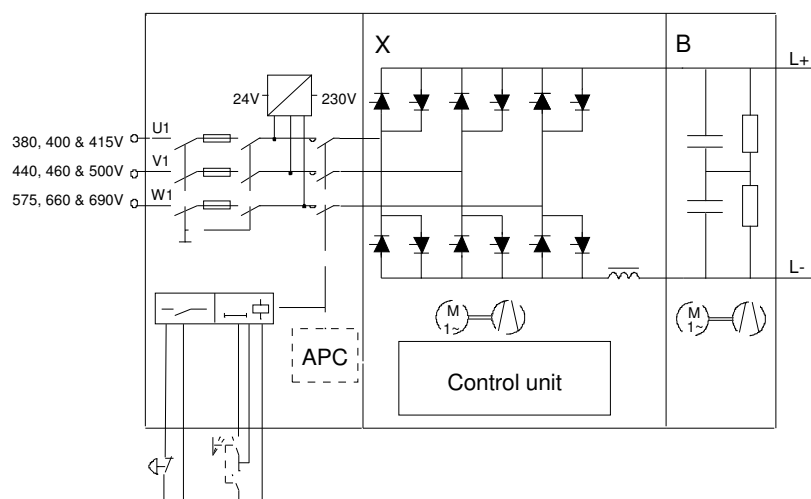 X
B
L+
24V
230V
U1
380, 400 & 415V
V1
440, 460 & 500V
W1
575, 660 & 690V
L-
M
1~
M
1~
APC
Control unit